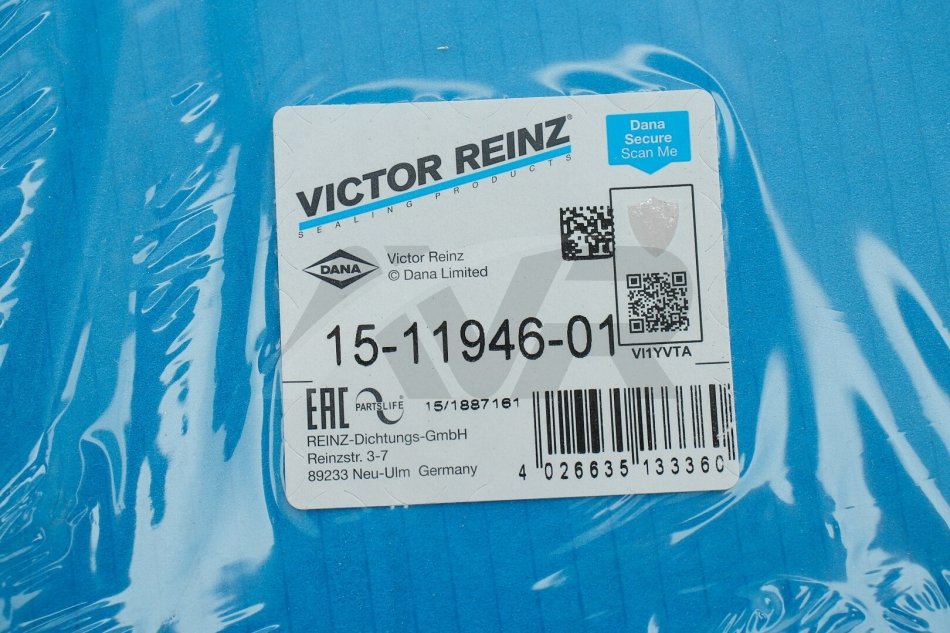 VICTOR REINZ®
SEALING PRODUCTS
Dana
Secure
Scan Me
DANA
Victor Reinz
© Dana Limited
15-11946-01
VI1YVTA
EAC
PARTSLIFE
15/1887161
REINZ-Dichtungs-GmbH
Reinzstr. 3-7
89233 Neu-Ulm Germany
4 026635 133360